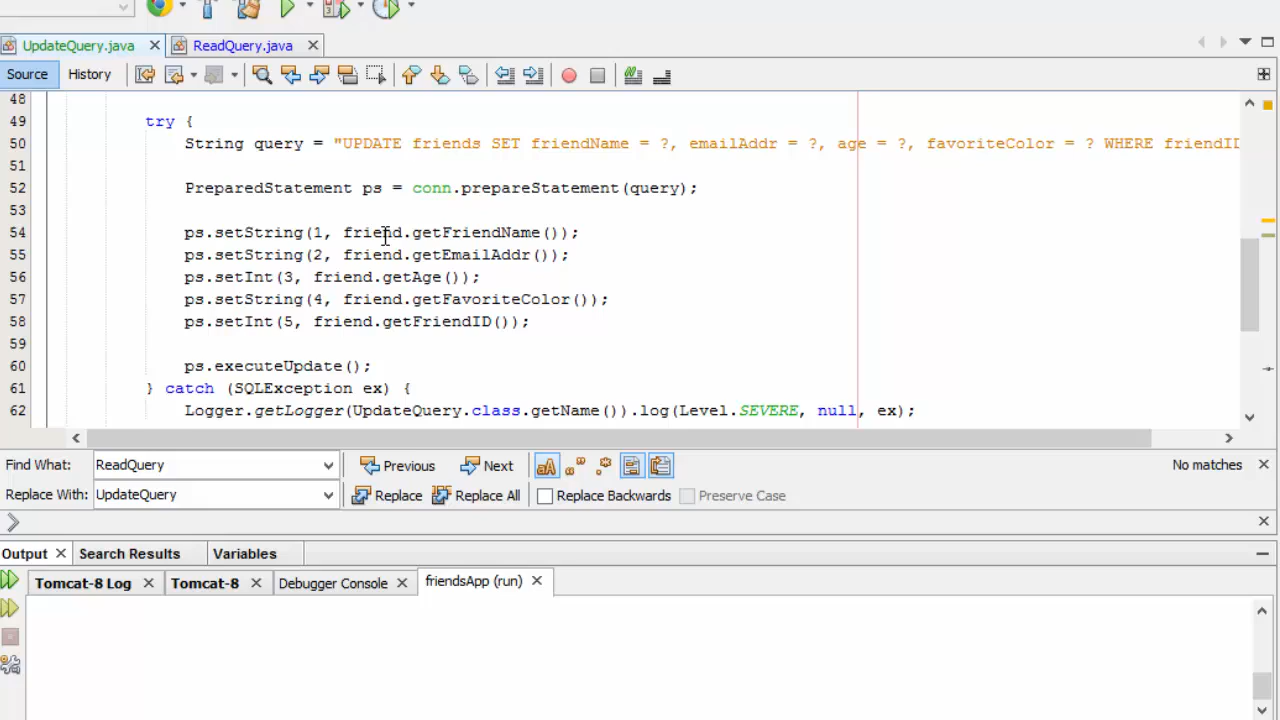 UpdateQuery.java
ReadQuery.java
Source
History
48
49 try {
50 String query = "UPDATE friends SET friendName = ?, emailAddr = ?, age = ?, favoriteColor = ? WHERE friendID
51
52 PreparedStatement ps = conn.prepareStatement(query);
53
54 ps.setString(1, friend.getFriendName());
55 ps.setString(2, friend.getEmailAddr());
56 ps.setInt(3, friend.getAge());
57 ps.setString(4, friend.getFavoriteColor());
58 ps.setInt(5, friend.getFriendID());
59
60 ps.executeUpdate();
61 } catch (SQLException ex) {
62 Logger.getLogger(UpdateQuery.class.getName()).log(Level.SEVERE, null, ex);
Find What: ReadQuery Previous Next No matches
Replace With: UpdateQuery Replace Replace All Replace Backwards Preserve Case
Output Search Results Variables
Tomcat-8 Log Tomcat-8 Debugger Console friendsApp (run)